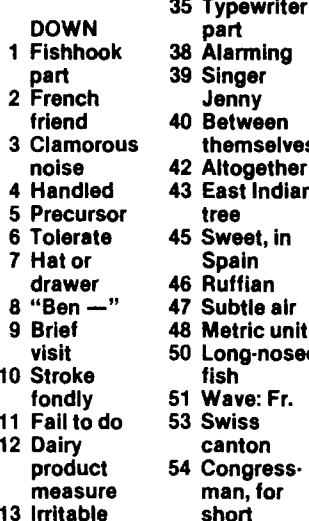 DOWN
1 Fishhook
part
2 French
friend
3 Clamorous
noise
4 Handled
5 Precursor
6 Tolerate
7 Hat or
drawer
8 "Ben —"
9 Brief
visit
10 Stroke
fondly
11 Fail to do
12 Dairy
product
measure
13 Irritable
35 Typewriter
part
38 Alarming
39 Singer
Jenny
40 Between
themselves
42 Altogether
43 East Indian
tree
45 Sweet, in
Spain
46 Ruffian
47 Subtle air
48 Metric unit
50 Long-nosed
fish
51 Wave: Fr.
53 Swiss
canton
54 Congress-
man, for
short